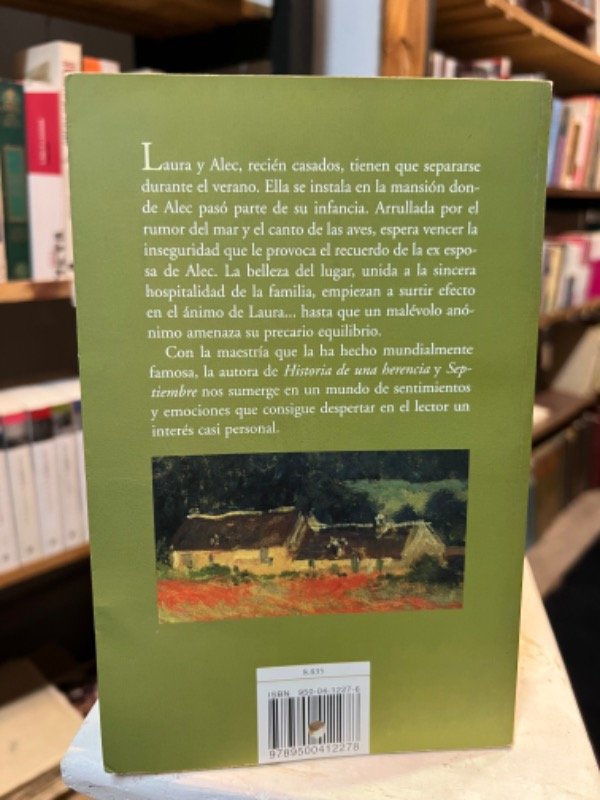 Laura y Alec, recién casados, tienen que separarse
durante el verano. Ella se instala en la mansión don-
de Alec pasó parte de su infancia. Arrullada por el
rumor del mar y el canto de las aves, espera vencer la
inseguridad que le provoca el recuerdo de la ex espo-
sa de Alec. La belleza del lugar, unida a la sincera
hospitalidad de la familia, empiezan a surtir efecto
en el ánimo de Laura... hasta que un malévolo anó-
nimo amenaza su precario equilibrio.
Con la maestría que la ha hecho mundialmente
famosa, la autora de Historia de una herencia y Sep-
tiembre nos sumerge en un mundo de sentimientos
y emociones que consigue despertar en el lector un
interés casi personal.
8.835
ISBN 950-04-1227-6
9789500412278